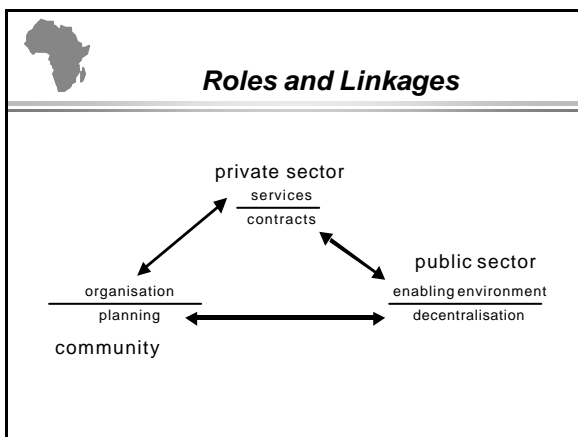 Roles and Linkages
private sector
services
contracts
public sector
enabling environment
decentralisation
organisation
planning
community